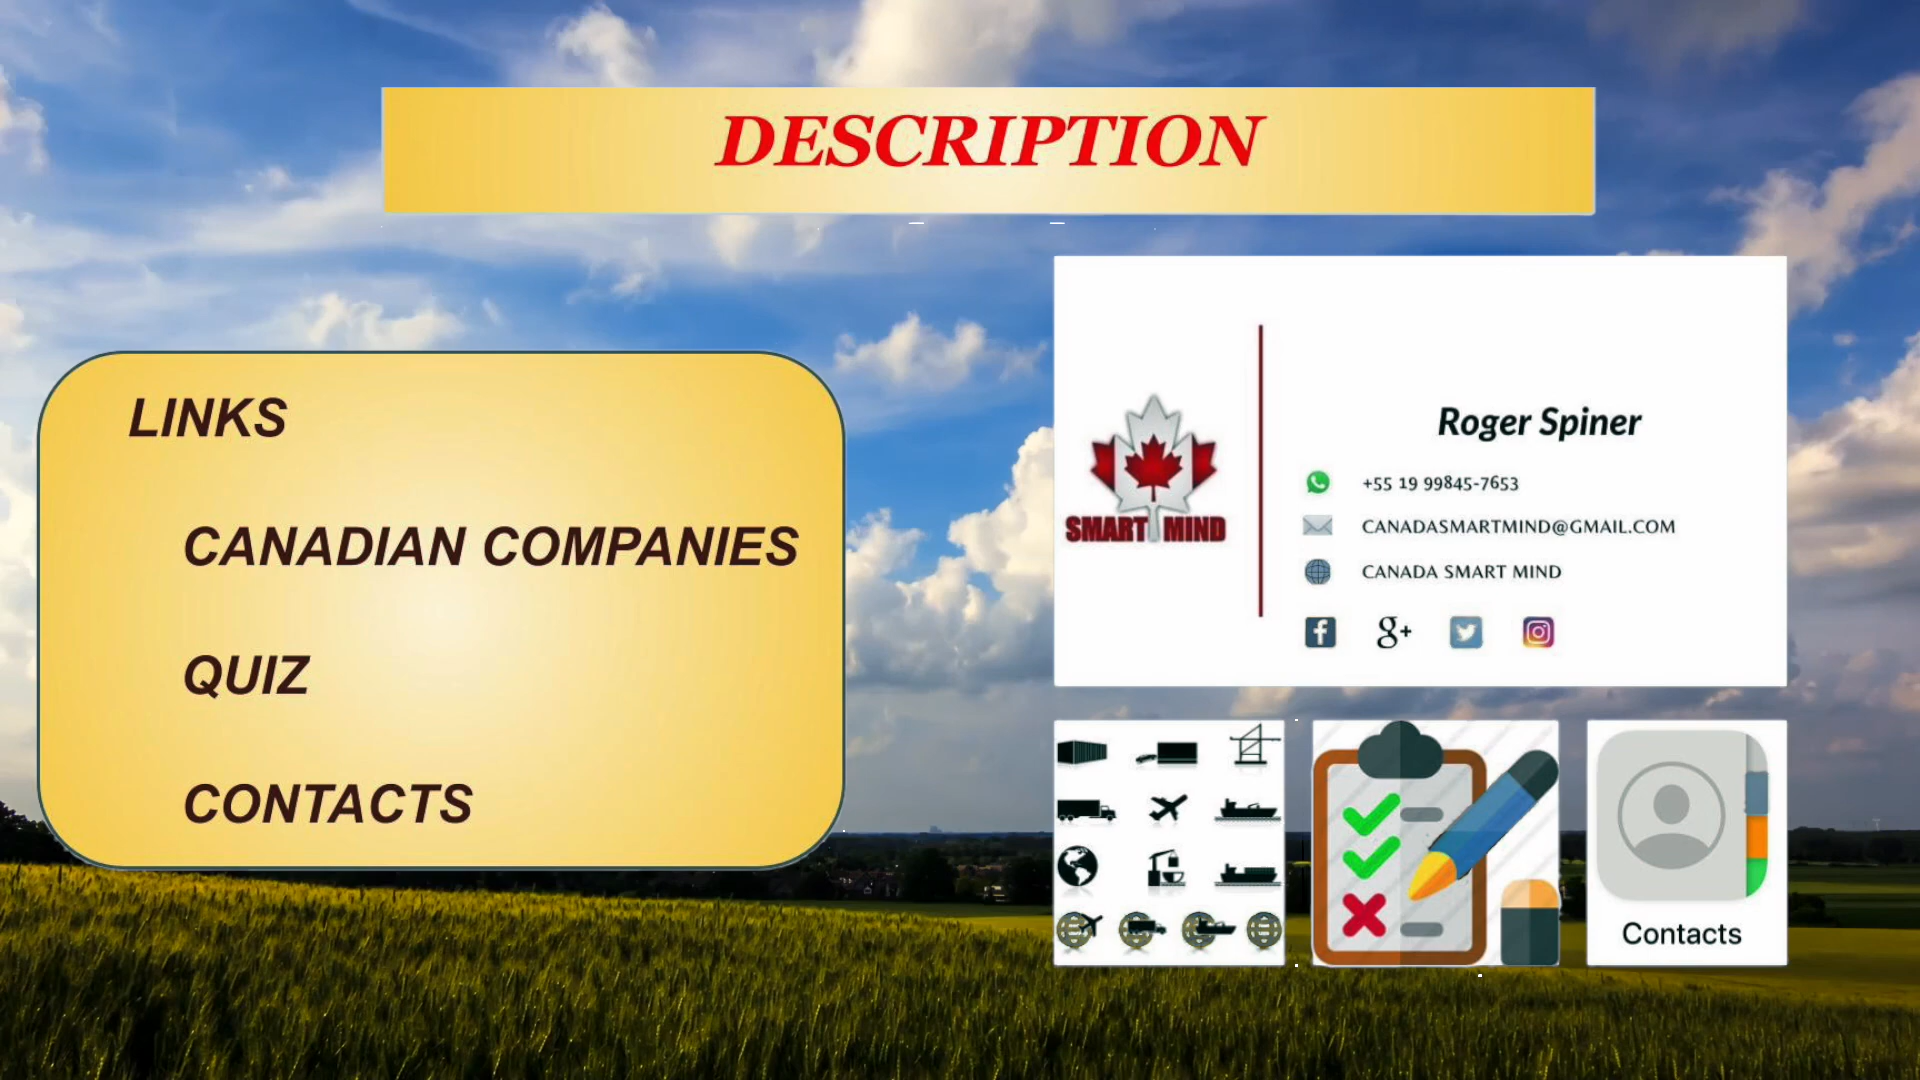 DESCRIPTION
LINKS
CANADIAN COMPANIES
QUIZ
CONTACTS
SMART MIND
Roger Spiner
+55 19 99845-7653
CANADASMARTMIND@GMAIL.COM
CANADA SMART MIND
f
g+
Contacts